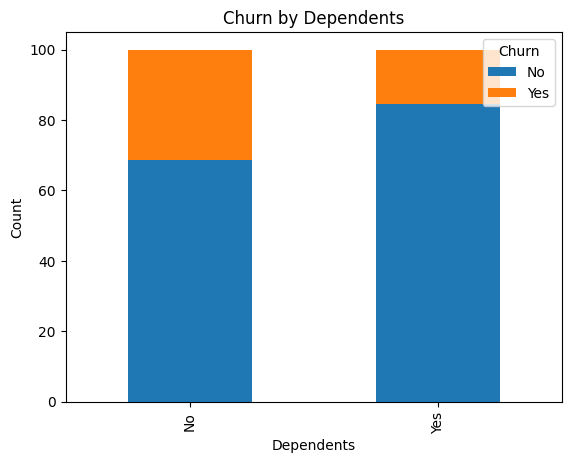 Churn by Dependents
Churn
No
Yes
100
80
60
40
20
0
Count
No
Yes
Dependents